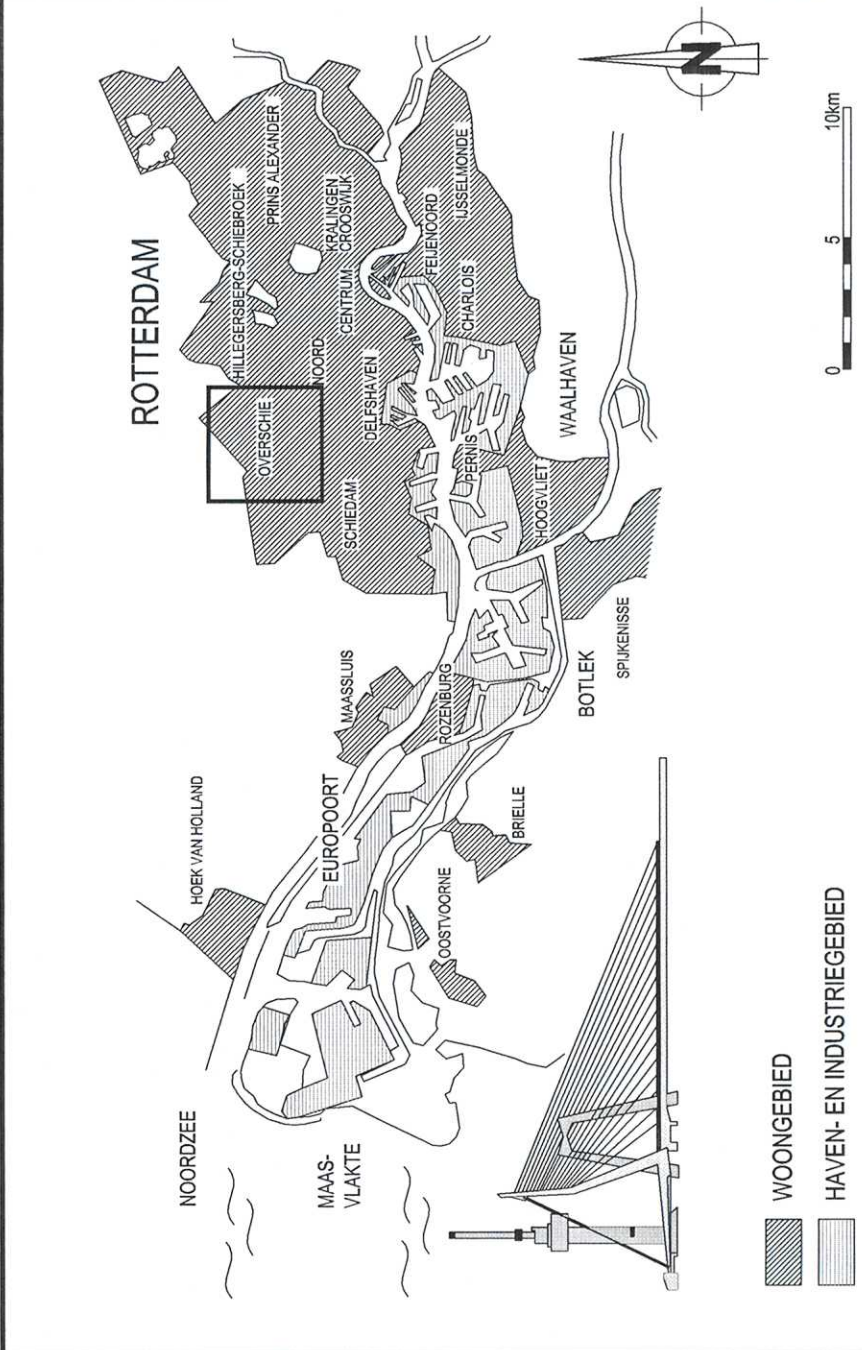 ROTTERDAM
NOORDZEE
MAAS-
VLAKTE
HOEK VAN HOLLAND
EUROPOORT
MAASSLUIS
ROZENBURG
OOSTVOORNE
BRIELLE
BOTLEK
SPIJKENISSE
SCHIEDAM
OVERSCHIE
NOORD
HILLEGERSBERG-SCHIEBROEK
PRINS ALEXANDER
KRALINGEN
CROOSWIJK
CENTRUM
DELFSHAVEN
FEIJENOORD
IJSSELMONDE
CHARLOIS
PERNIS
HOOGVLIET
WAALHAVEN
N
0 5 10km
WOONGEBIED
HAVEN- EN INDUSTRIEGEBIED